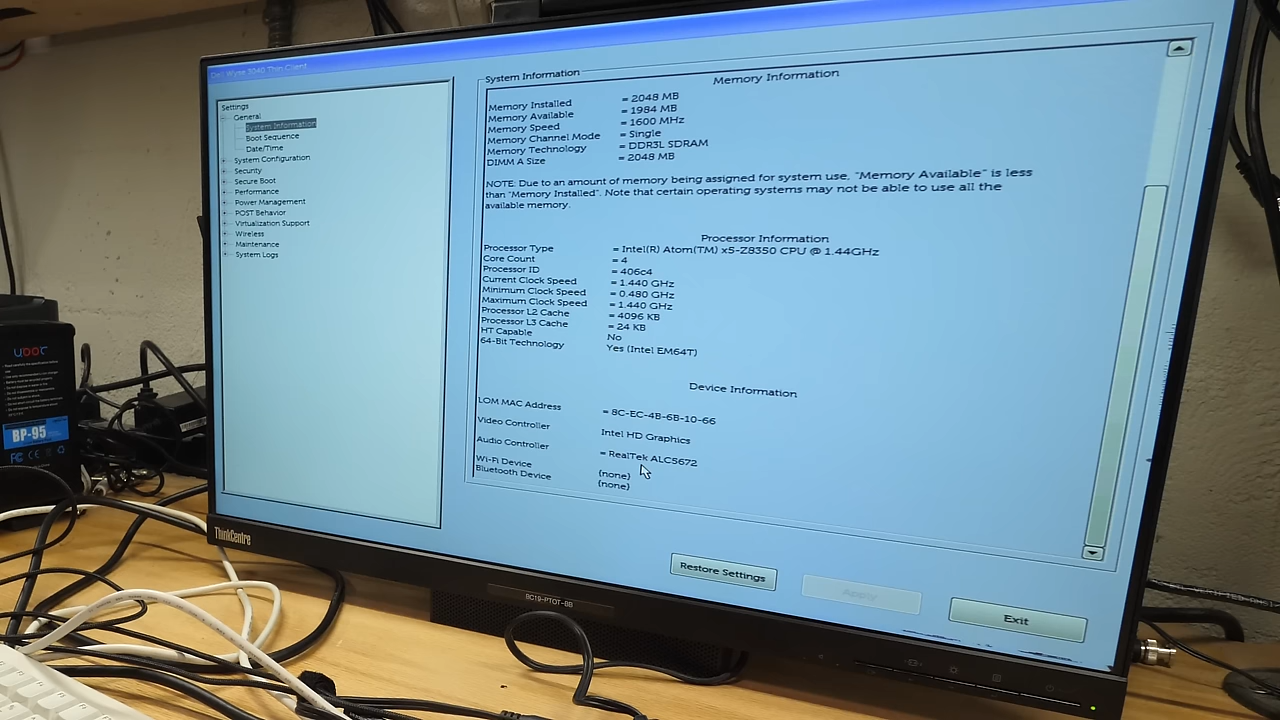 Dell Wyse 3040 Thin Client
Settings
General
System Information
Boot Sequence
Date/Time
System Configuration
Security
Secure Boot
Performance
Power Management
POST Behavior
Virtualization Support
Wireless
Maintenance
System Logs
System Information
Memory Information
Memory Installed = 2048 MB
Memory Available = 1984 MB
Memory Speed = 1600 MHz
Memory Channel Mode = Single
Memory Technology = DDR3L SDRAM
DIMM A Size = 2048 MB
NOTE: Due to an amount of memory being assigned for system use, "Memory Available" is less
than "Memory Installed". Note that certain operating systems may not be able to use all the
available memory.
Processor Information
Processor Type = Intel(R) Atom(TM) x5-Z8350 CPU @ 1.44GHz
Core Count = 4
Processor ID = 406c4
Current Clock Speed = 1.440 GHz
Minimum Clock Speed = 0.480 GHz
Maximum Clock Speed = 1.440 GHz
Processor L2 Cache = 4096 KB
Processor L3 Cache = 24 KB
HT Capable No
64-Bit Technology Yes (Intel EM64T)
Device Information
LOM MAC Address = 8C-EC-4B-6B-10-66
Video Controller Intel HD Graphics
Audio Controller = RealTek ALC5672
Wi-Fi Device (none)
Bluetooth Device (none)
Restore Settings
Apply
Exit
ThinkCentre
BC19-PTOT-BB
BP-95